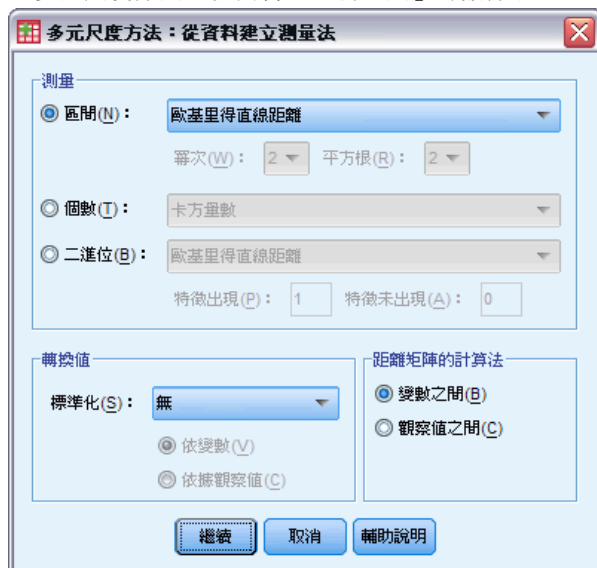 多元尺度方法：從資料建立測量法
測量
區間(N)： 歐基里得直線距離
冪次(W)： 2 平方根(R)： 2
個數(T)： 卡方量數
二進位(B)： 歐基里得直線距離
特徵出現(P)： 1 特徵未出現(A)： 0
轉換值
標準化(S)： 無
依變數(V)
依據觀察值(C)
距離矩陣的計算法
變數之間(B)
觀察值之間(C)
繼續 取消 輔助說明